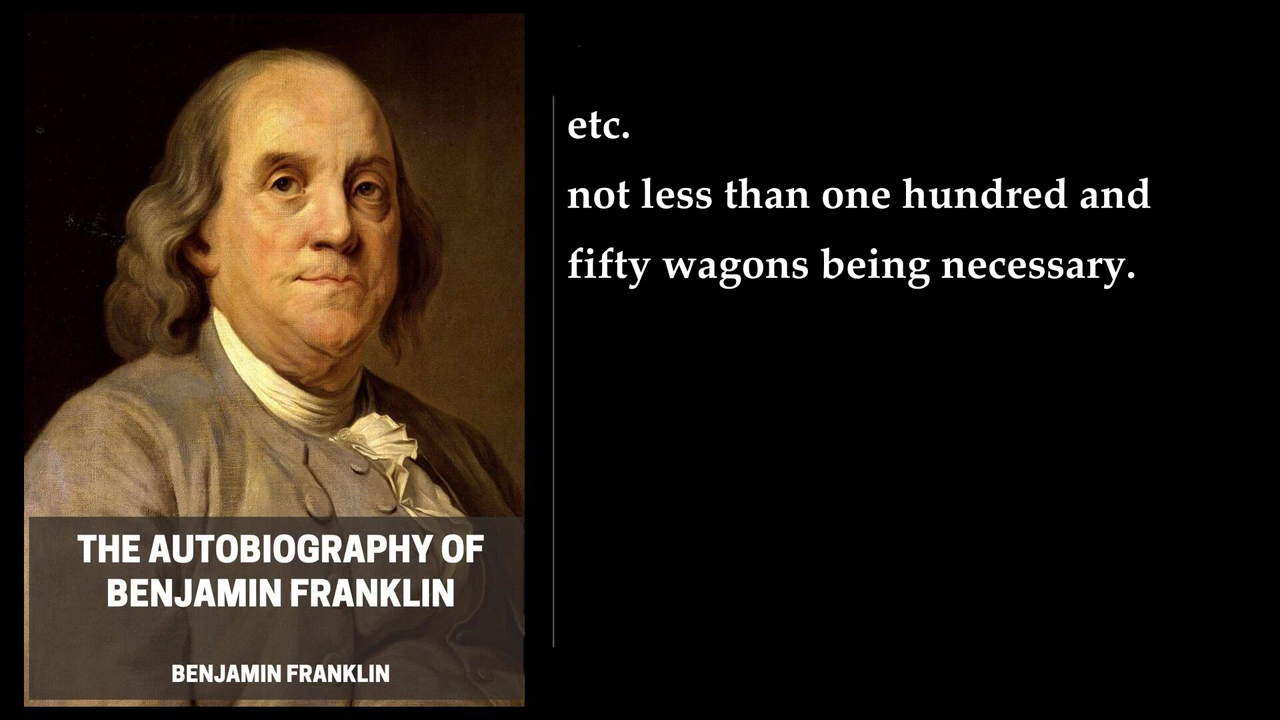 etc.
not less than one hundred and
fifty wagons being necessary.
THE AUTOBIOGRAPHY OF
BENJAMIN FRANKLIN
BENJAMIN FRANKLIN